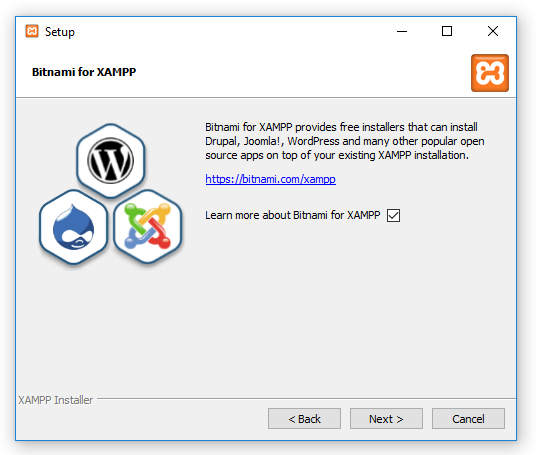 Setup
Bitnami for XAMPP
Bitnami for XAMPP provides free installers that can install
Drupal, Joomla!, WordPress and many other popular open
source apps on top of your existing XAMPP installation.
https://bitnami.com/xampp
Learn more about Bitnami for XAMPP
XAMPP Installer
< Back
Next >
Cancel